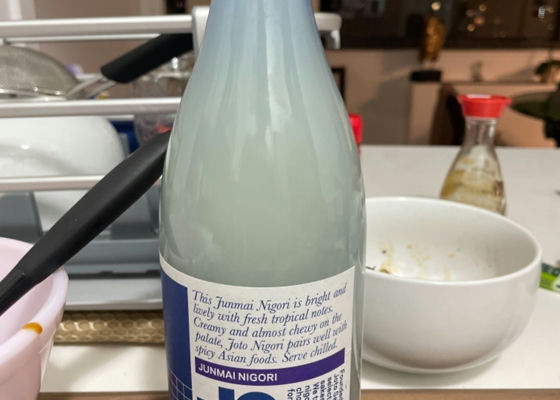 This Junmai Nigori is bright and
lively with fresh tropical notes.
Creamy and almost chewy on the
palate, Joto Nigori pairs well with
spicy Asian foods. Serve chilled.
JUNMAI NIGORI